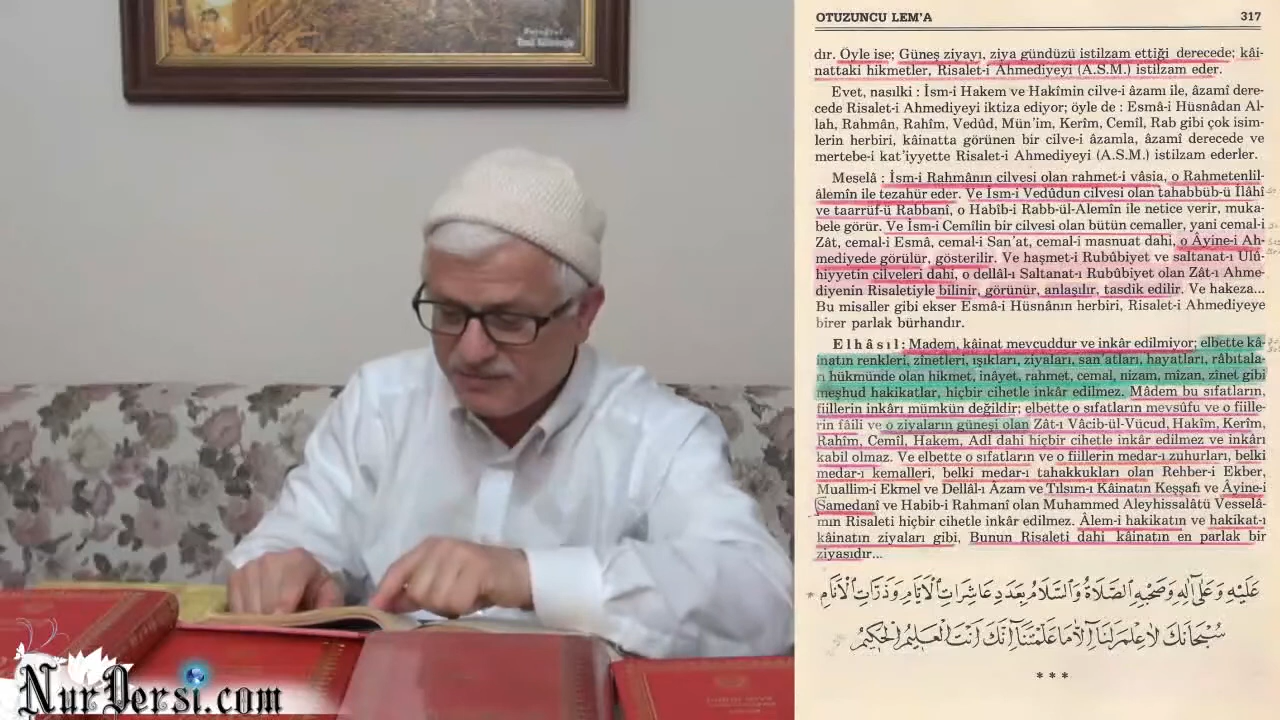 OTUZUNCU LEM'A 317
dır. Öyle ise; Güneş ziyayı, ziya gündüzü istilzam ettiği derecede; kâi-
nattaki hikmetler, Risalet-i Ahmediyeyi (A.S.M.) istilzam eder.
Evet, nasılki : İsm-i Hakem ve Hakîmin cilve-i âzamı ile, âzamî dere-
cede Risalet-i Ahmediyeyi iktiza ediyor; öyle de : Esmâ-i Hüsnâdan Al-
lah, Rahmân, Rahîm, Vedûd, Mün'im, Kerîm, Cemîl, Rab gibi çok isim-
lerin herbiri, kâinatta görünen bir cilve-i âzamla, âzamî derecede ve
mertebe-i kat'iyyette Risalet-i Ahmediyeyi (A.S.M.) istilzam ederler.
Meselâ : İsm-i Rahmânın cilvesi olan rahmet-i vâsia, o Rahmetenlil-
âlemîn ile tezahür eder. Ve İsm-i Vedûdun cilvesi olan tahabbüb-ü İlâhî
ve taarrüf-ü Rabbanî, o Habîb-i Rabb-ül-Alemîn ile netice verir, muka-
bele görür. Ve İsm-i Cemîlin bir cilvesi olan bütün cemaller, yani cemal-i
Zât, cemal-i Esmâ, cemal-i San'at, cemal-i masnuat dahi, o Âyine-i Ah-
mediyede görülür, gösterilir. Ve haşmet-i Rubûbiyet ve saltanat-ı Ulû-
hiyyetin cilveleri dahi, o dellâl-ı Saltanat-ı Rubûbiyet olan Zât-ı Ahme-
diyenin Risaletiyle bilinir, görünür, anlaşılır, tasdik edilir. Ve hakeza...
Bu misaller gibi ekser Esmâ-i Hüsnânın herbiri, Risalet-i Ahmediyeye
birer parlak bürhandır.
Elhâsıl: Madem, kâinat mevcuddur ve inkâr edilmiyor; elbette kâ-
inatın renkleri, zinetleri, ışıkları, ziyaları, san'atları, hayatları, râbıtala-
rı hükmünde olan hikmet, inâyet, rahmet, cemal, nizam, mizan, zinet gibi
meşhud hakikatlar, hiçbir cihetle inkâr edilmez. Mâdem bu sıfatların,
fiillerin inkârı mümkün değildir; elbette o sıfatların mevsûfu ve o fiille-
rin fâili ve o ziyaların güneşi olan Zât-ı Vâcib-ül-Vücud, Hakîm, Kerîm,
Rahîm, Cemîl, Hakem, Adl dahi hiçbir cihetle inkâr edilmez ve inkârı
kabil olmaz. Ve elbette o sıfatların ve o fiillerin medar-ı zuhurları, belki
medar-ı kemalleri, belki medar-ı tahakkukları olan Rehber-i Ekber,
Muallim-i Ekmel ve Dellâl-ı Âzam ve Tılsım-ı Kâinatın Keşşafı ve Âyine-i
Samedanî ve Habîb-i Rahmanî olan Muhammed Aleyhissalâtü Vesselâ-
mın Risaleti hiçbir cihetle inkâr edilmez. Âlem-i hakikatın ve hakikat-ı
kâinatın ziyaları gibi, Bunun Risaleti dahi kâinatın en parlak bir
ziyasıdır...
عَلَيْهِ وَعَلٰى اٰلِهِ وَصَحْبِهِ الصَّلَاةُ وَالسَّلَامُ بِعَدَدِ عَاشِرَاتِ الْاَيَّامِ وَذَرَّاتِ الْاَنَامِ
سُبْحَانَكَ لَا عِلْمَ لَنَا اِلَّا مَا عَلَّمْتَنَا اِنَّكَ اَنْتَ الْعَلِيمُ الْحَكِيمُ
* * *
NurDersi.com